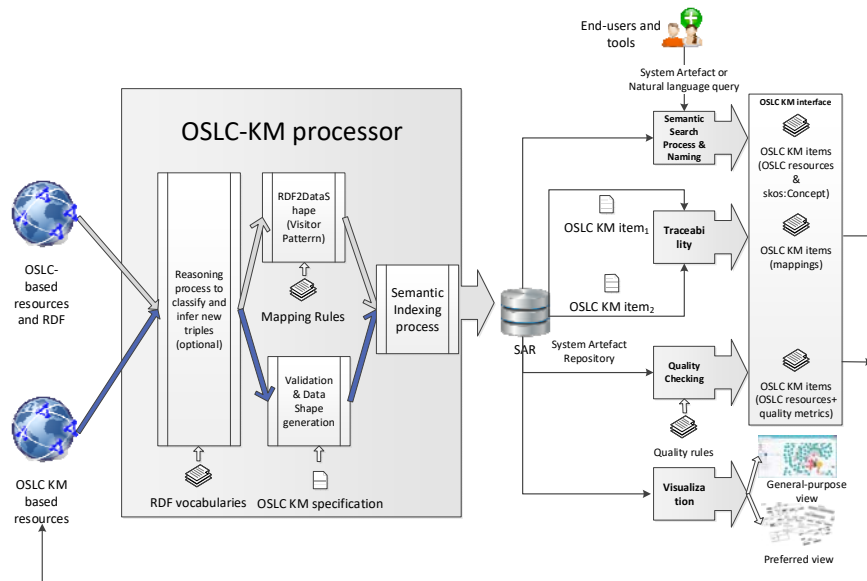 End-users and
tools
System Artefact or
Natural language query
OSLC-KM processor
OSLC-
based
resources
and RDF
OSLC KM
based
resources
Reasoning
process to
classify and
infer new
triples
(optional)
RDF vocabularies
RDF2DataS
hape
(Visitor
Patterrn)
Mapping Rules
Validation
& Data
Shape
generation
OSLC KM specification
Semantic
Indexing
process
SAR
System Artefact
Repository
OSLC KM item1
OSLC KM item2
Semantic
Search
Process &
Naming
Traceabi
lity
Quality
Checking
Quality rules
Visualiza
tion
OSLC KM interface
OSLC KM items
(OSLC resources
&
skos:Concept)
OSLC KM items
(mappings)
OSLC KM items
(OSLC resources+
quality metrics)
General-purpose
view
Preferred view